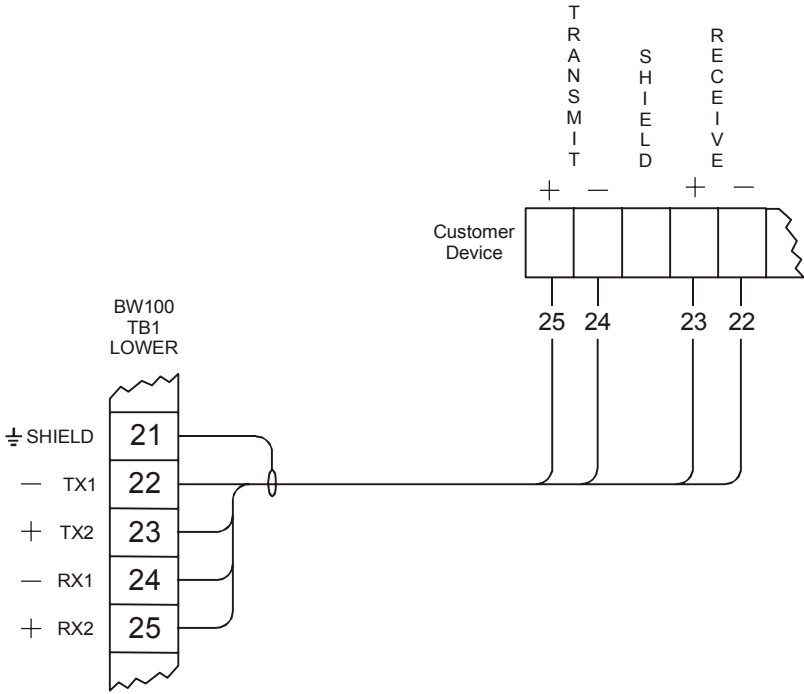 TRANSMIT
SHIELD
RECEIVE
+ − + −
Customer
Device
25 24 23 22
BW100
TB1
LOWER
⏚ SHIELD 21
− TX1 22
+ TX2 23
− RX1 24
+ RX2 25